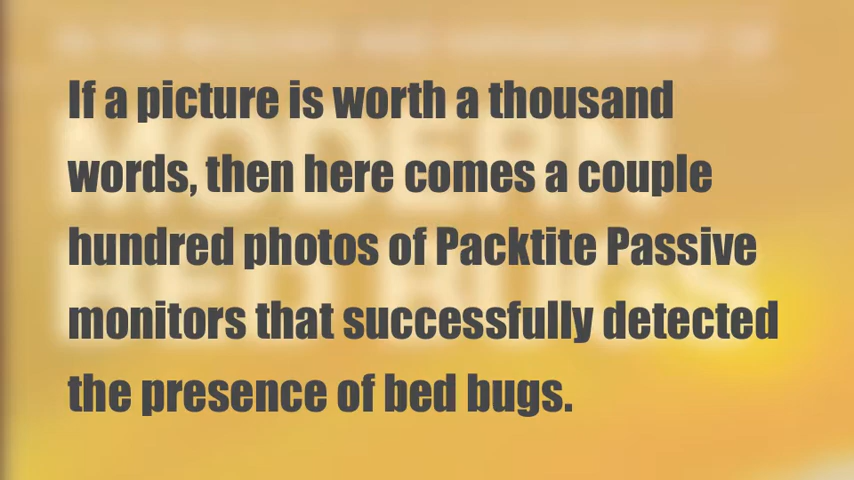 If a picture is worth a thousand
words, then here comes a couple
hundred photos of Packtite Passive
monitors that successfully detected
the presence of bed bugs.